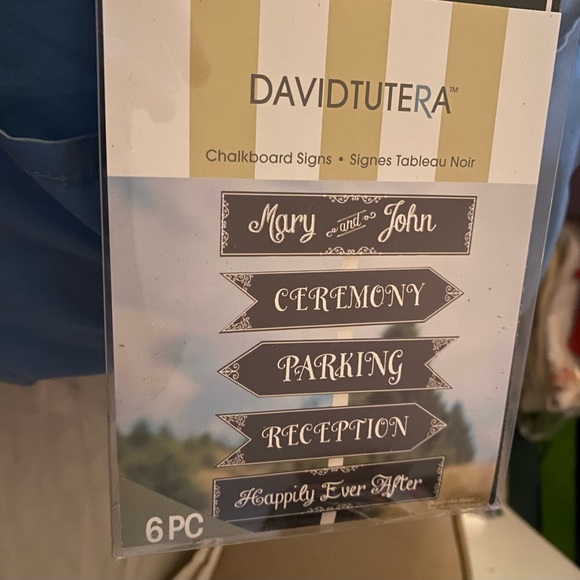 DAVIDTUTERA™
Chalkboard Signs • Signes Tableau Noir
Mary and John
CEREMONY
PARKING
RECEPTION
Happily Ever After
6 PC